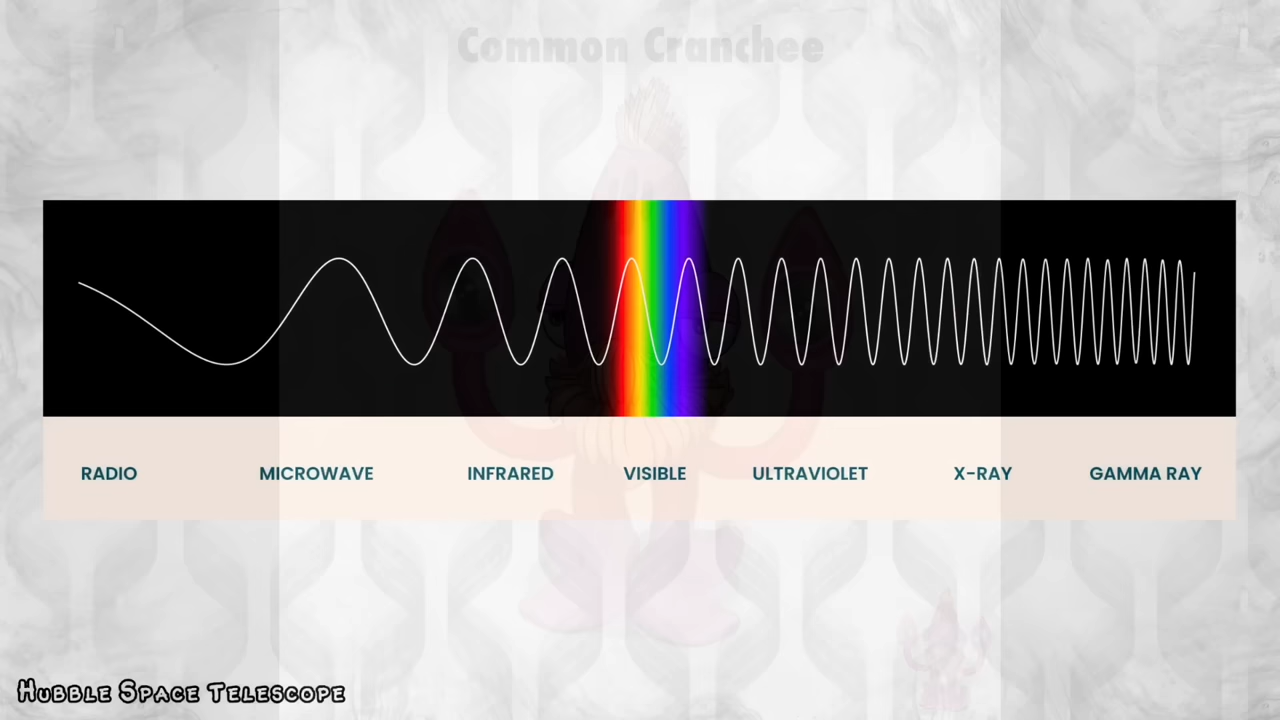 Common Cranchee
RADIO MICROWAVE INFRARED VISIBLE ULTRAVIOLET X-RAY GAMMA RAY
Hubble Space Telescope